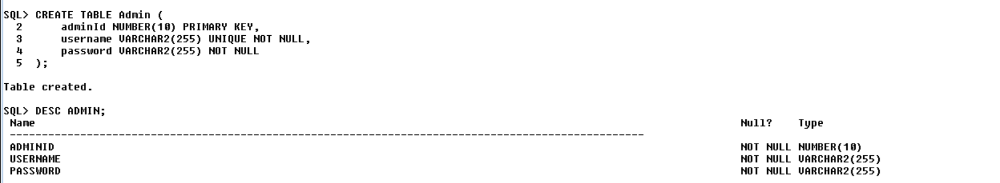 SQL> CREATE TABLE Admin (
  2      adminId NUMBER(10) PRIMARY KEY,
  3      username VARCHAR2(255) UNIQUE NOT NULL,
  4      password VARCHAR2(255) NOT NULL
  5  );
Table created.
SQL> DESC ADMIN;
 Name                                                                                                              Null?    Type
 ---------------------------------------------------------------------------------------------------
 ADMINID                                                                                                           NOT NULL NUMBER(10)
 USERNAME                                                                                                          NOT NULL VARCHAR2(255)
 PASSWORD                                                                                                          NOT NULL VARCHAR2(255)